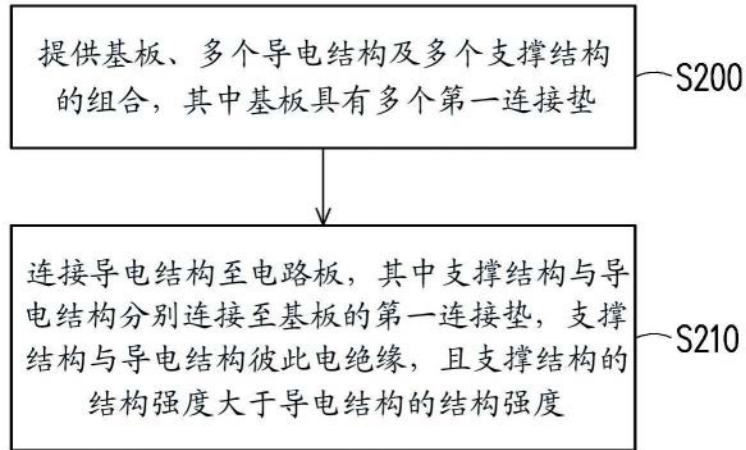 提供基板、多个导电结构及多个支撑结构
的组合，其中基板具有多个第一连接垫
S200
连接导电结构至电路板，其中支撑结构与导
电结构分别连接至基板的第一连接垫，支撑
结构与导电结构彼此电绝缘，且支撑结构的
结构强度大于导电结构的结构强度
S210